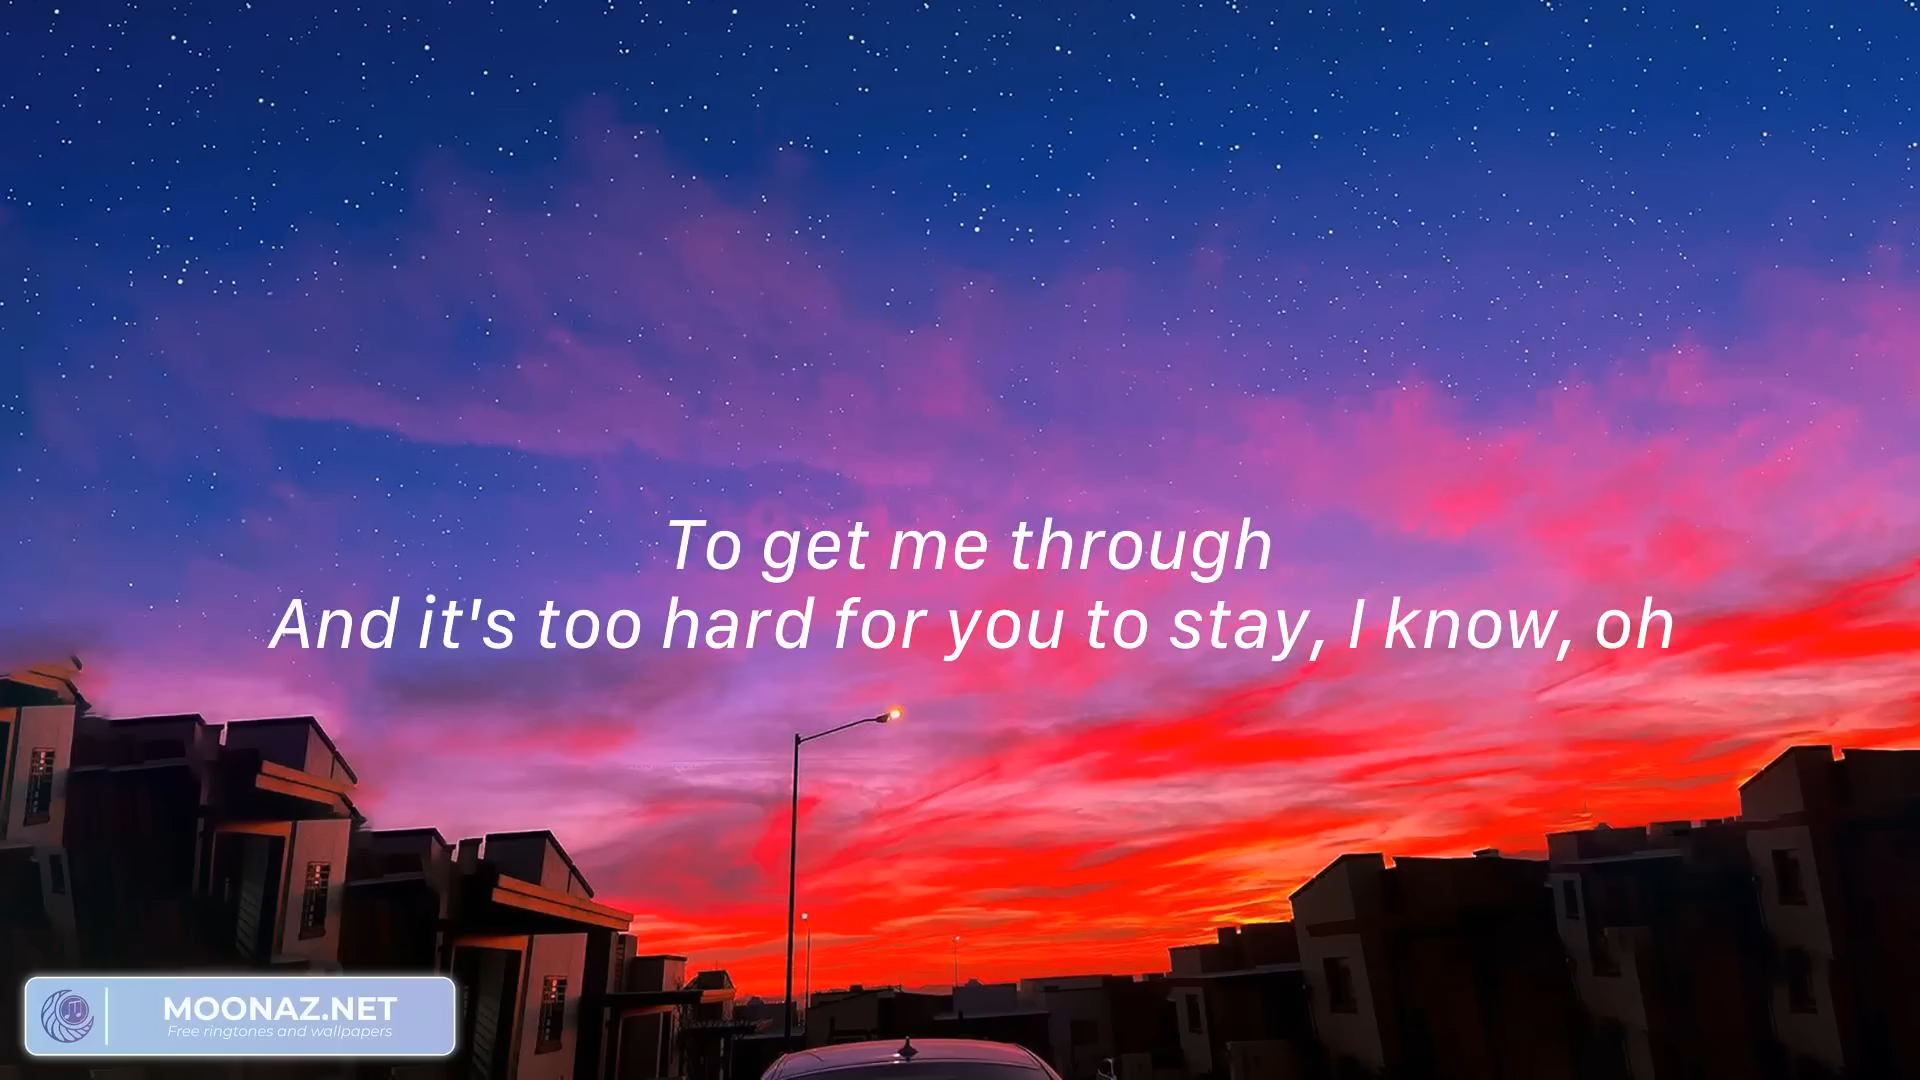 To get me through
And it's too hard for you to stay, I know, oh
MOONAZ.NET
Free ringtones and wallpapers